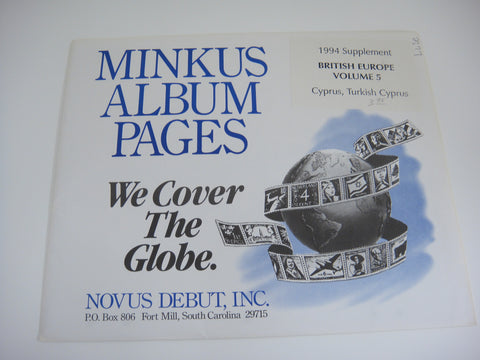 MINKUS
ALBUM
PAGES
We Cover
The
Globe.
NOVUS DEBUT, INC.
P.O. Box 806 Fort Mill, South Carolina 29715
1994 Supplement
BRITISH EUROPE
VOLUME 5
Cyprus, Turkish Cyprus
4